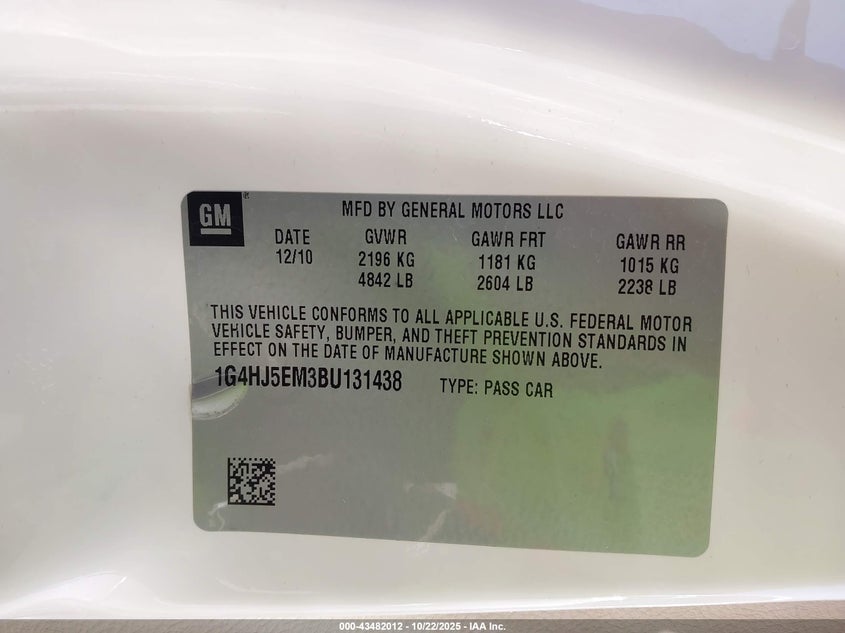 GM
MFD BY GENERAL MOTORS LLC
DATE GVWR GAWR FRT GAWR RR
12/10 2196 KG 1181 KG 1015 KG
4842 LB 2604 LB 2238 LB
THIS VEHICLE CONFORMS TO ALL APPLICABLE U.S. FEDERAL MOTOR
VEHICLE SAFETY, BUMPER, AND THEFT PREVENTION STANDARDS IN
EFFECT ON THE DATE OF MANUFACTURE SHOWN ABOVE.
1G4HJ5EM3BU131438 TYPE: PASS CAR
000-43482012 - 10/22/2025 - IAA Inc.